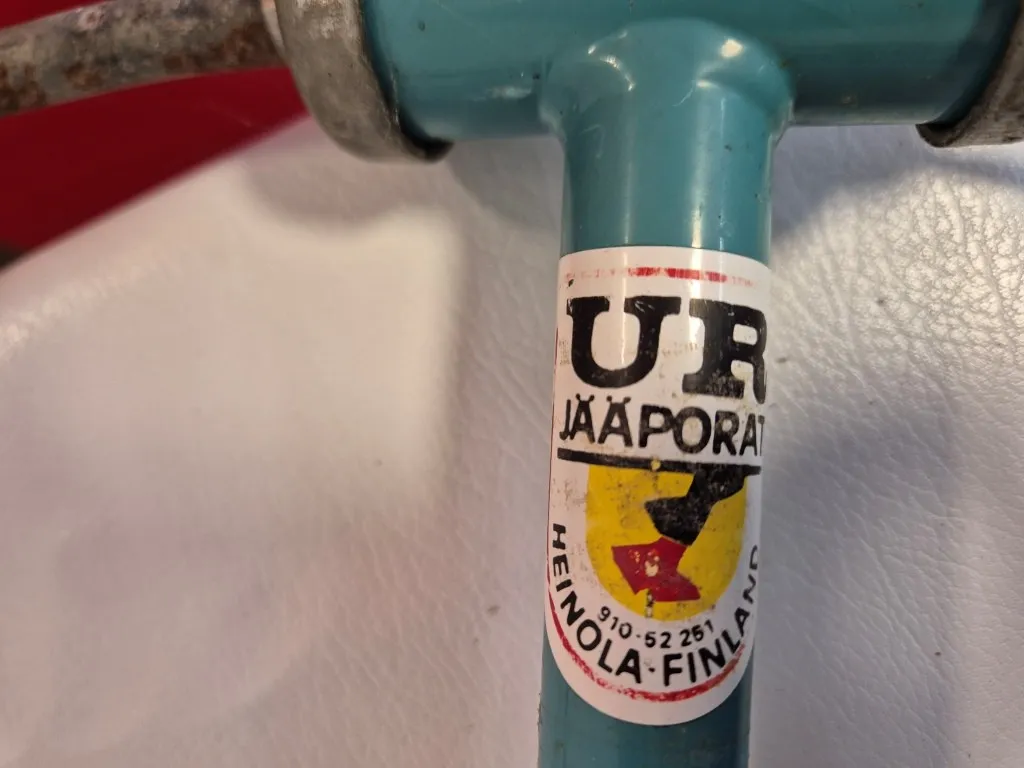 UR
JÄÄPORAT
910-52 251
HEINOLA·FINLAND